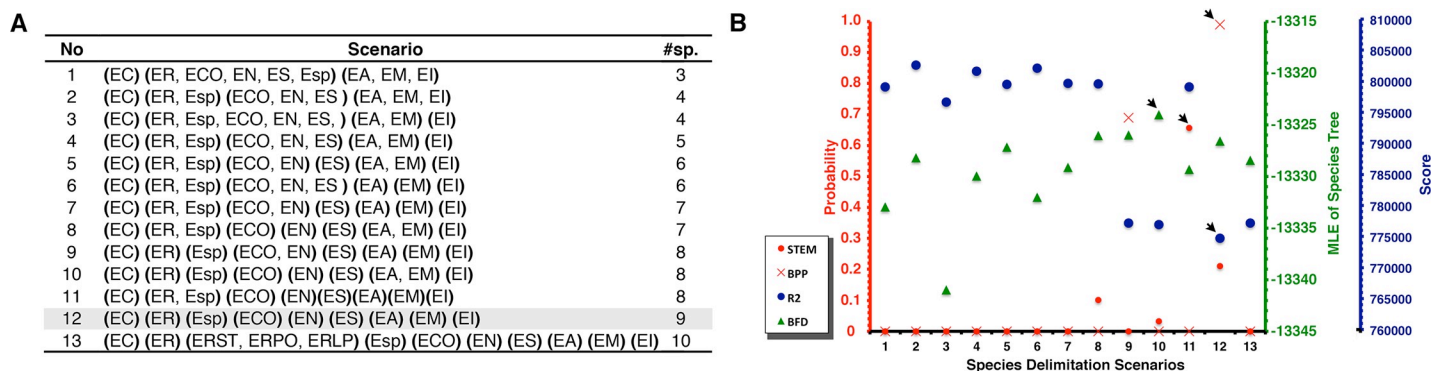 A
No Scenario #sp.
1 (EC) (ER, ECO, EN, ES, Esp) (EA, EM, EI) 3
2 (EC) (ER, Esp) (ECO, EN, ES ) (EA, EM, EI) 4
3 (EC) (ER, Esp, ECO, EN, ES, ) (EA, EM) (EI) 4
4 (EC) (ER, Esp) (ECO, EN, ES) (EA, EM) (EI) 5
5 (EC) (ER, Esp) (ECO, EN) (ES) (EA, EM) (EI) 6
6 (EC) (ER, Esp) (ECO, EN, ES ) (EA) (EM) (EI) 6
7 (EC) (ER, Esp) (ECO, EN) (ES) (EA) (EM) (EI) 7
8 (EC) (ER, Esp) (ECO) (EN) (ES) (EA, EM) (EI) 7
9 (EC) (ER) (Esp) (ECO, EN) (ES) (EA) (EM) (EI) 8
10 (EC) (ER) (Esp) (ECO) (EN) (ES) (EA, EM) (EI) 8
11 (EC) (ER, Esp) (ECO) (EN)(ES)(EA)(EM)(EI) 8
12 (EC) (ER) (Esp) (ECO) (EN) (ES) (EA) (EM) (EI) 9
13 (EC) (ER) (ERST, ERPO, ERLP) (Esp) (ECO) (EN) (ES) (EA) (EM) (EI) 10
B
Probability
1.0
0.9
0.8
0.7
0.6
0.5
0.4
0.3
0.2
0.1
0
STEM
BPP
R2
BFD
1 2 3 4 5 6 7 8 9 10 11 12 13
Species Delimitation Scenarios
-13315
-13320
-13325
-13330
-13335
-13340
-13345
MLE of Species Tree
810000
805000
800000
795000
790000
785000
780000
775000
770000
765000
760000
Score